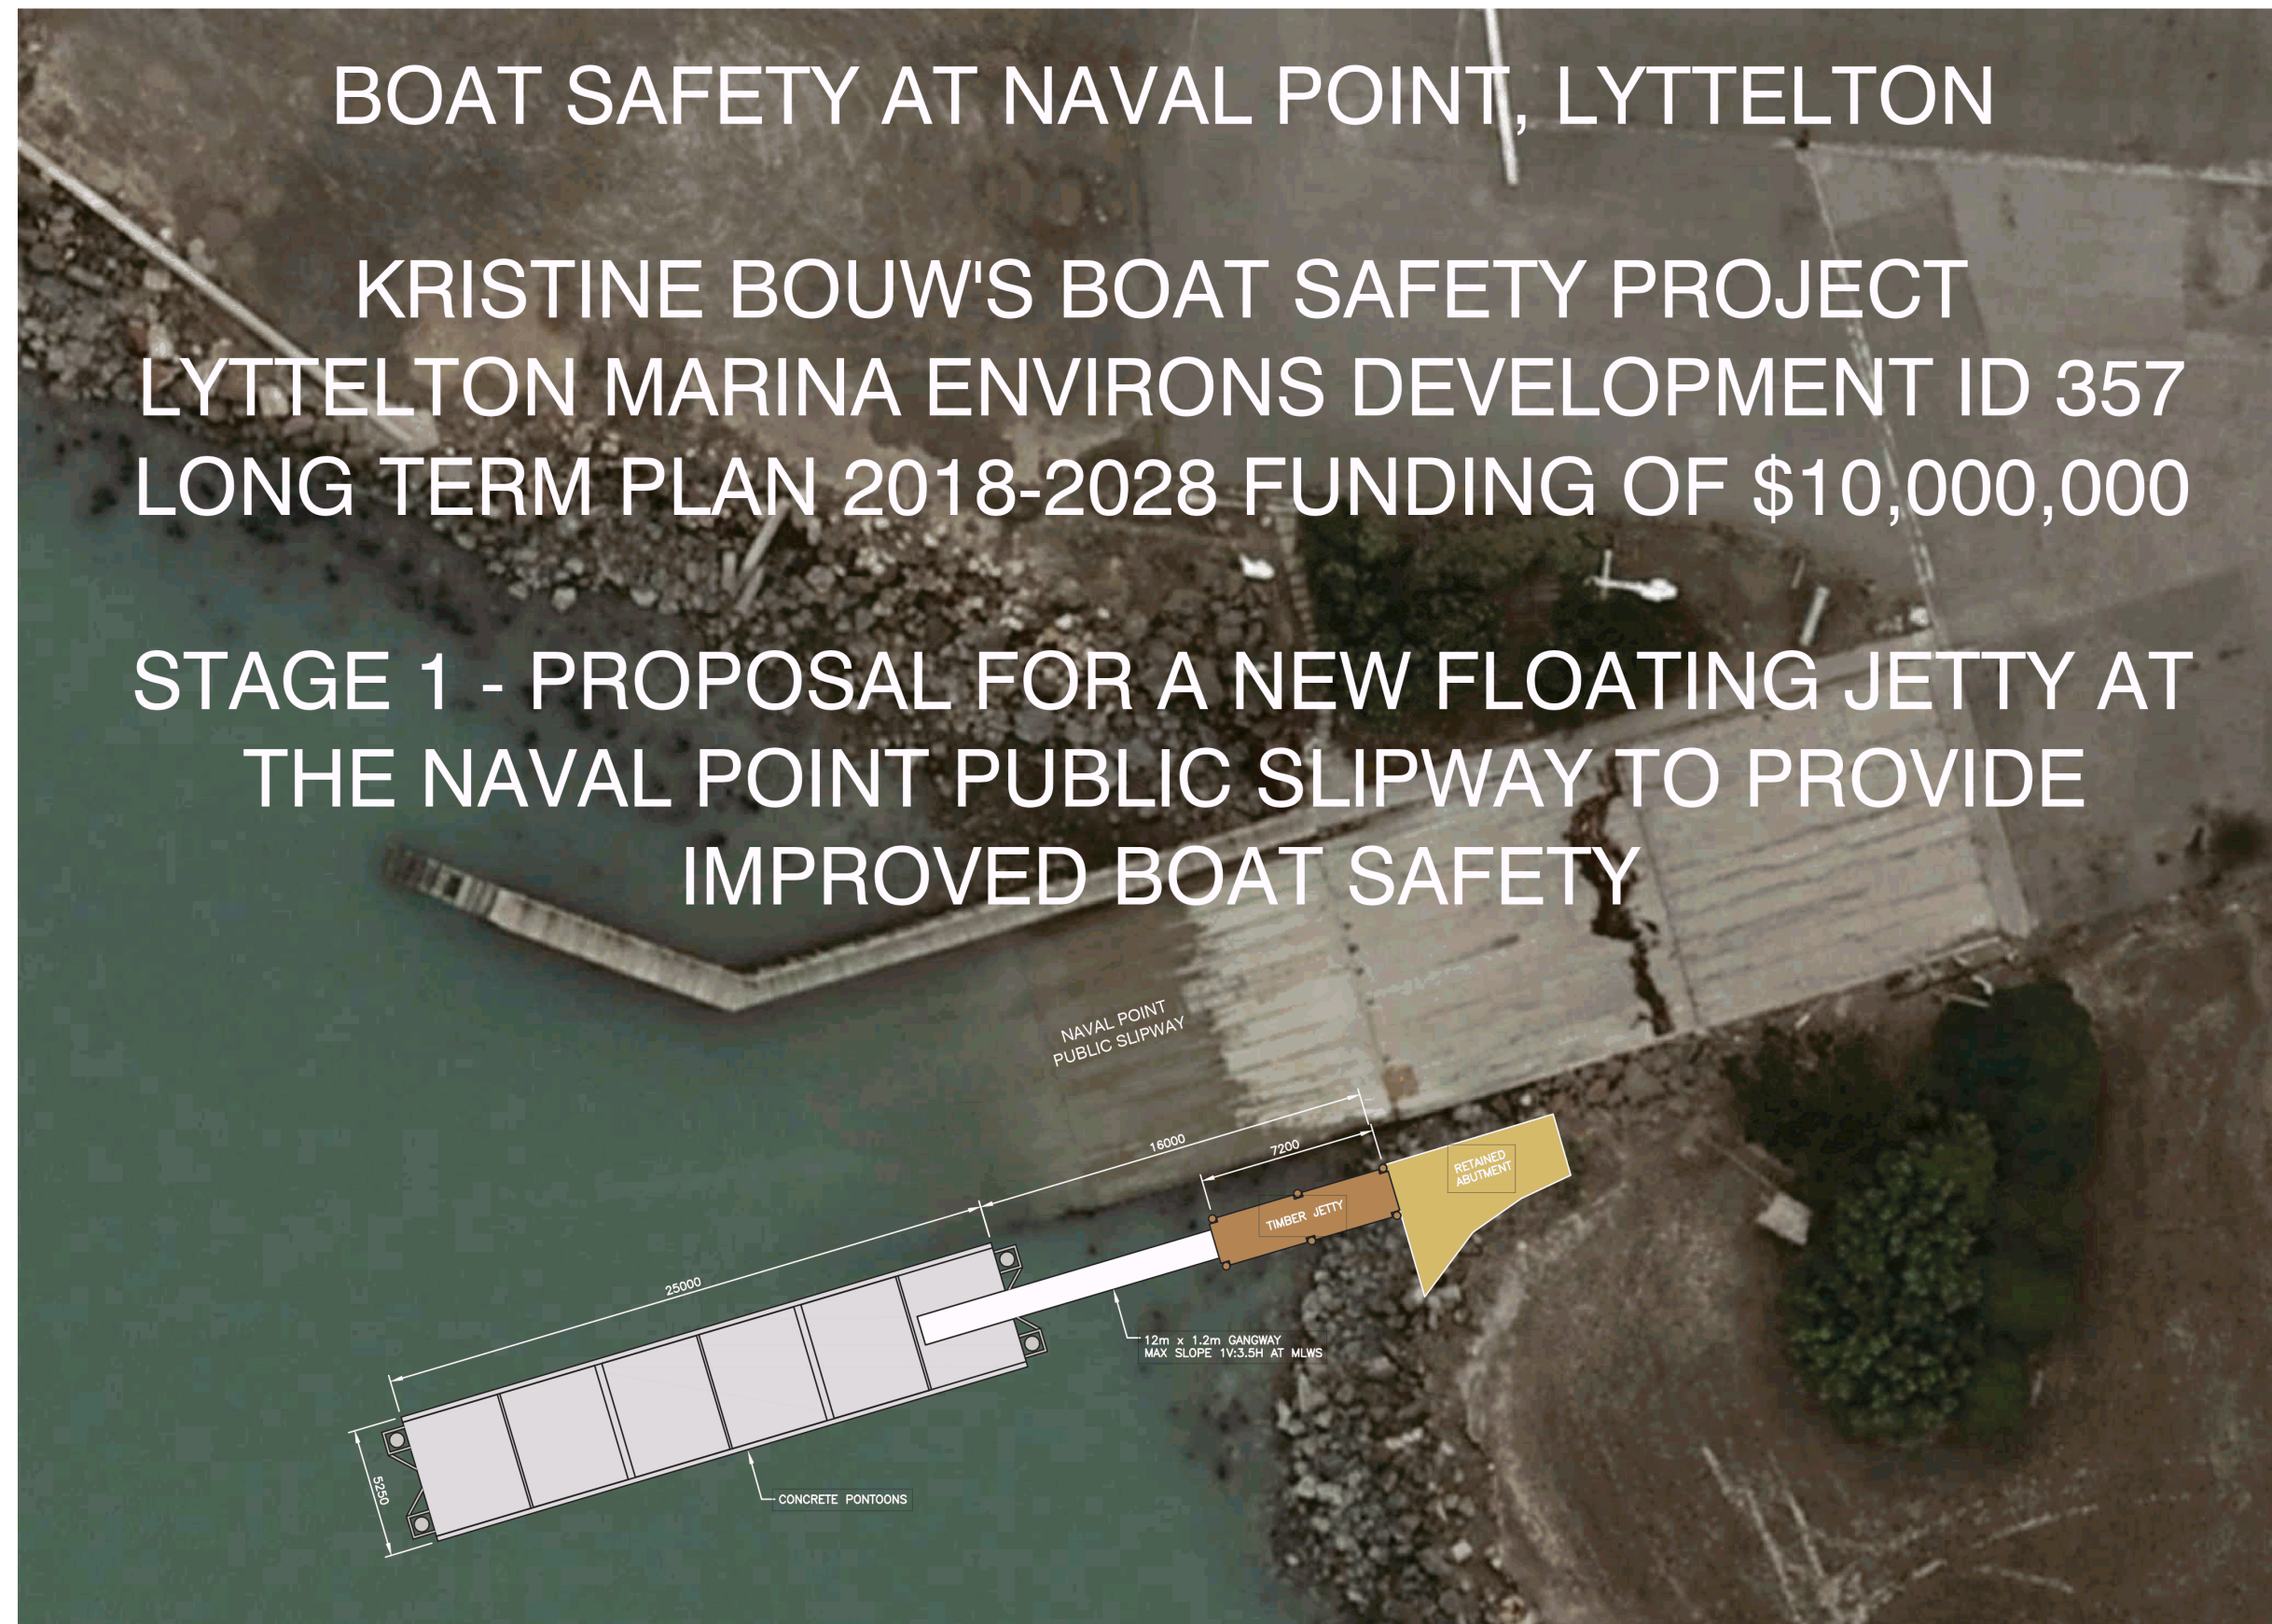 BOAT SAFETY AT NAVAL POINT, LYTTELTON
KRISTINE BOUW'S BOAT SAFETY PROJECT
LYTTELTON MARINA ENVIRONS DEVELOPMENT ID 357
LONG TERM PLAN 2018-2028 FUNDING OF $10,000,000
STAGE 1 - PROPOSAL FOR A NEW FLOATING JETTY AT
THE NAVAL POINT PUBLIC SLIPWAY TO PROVIDE
IMPROVED BOAT SAFETY
NAVAL POINT
PUBLIC SLIPWAY
16000
7200
RETAINED
ABUTMENT
TIMBER JETTY
25000
12m x 1.2m GANGWAY
MAX SLOPE 1V:3.5H AT MLWS
5250
CONCRETE PONTOONS